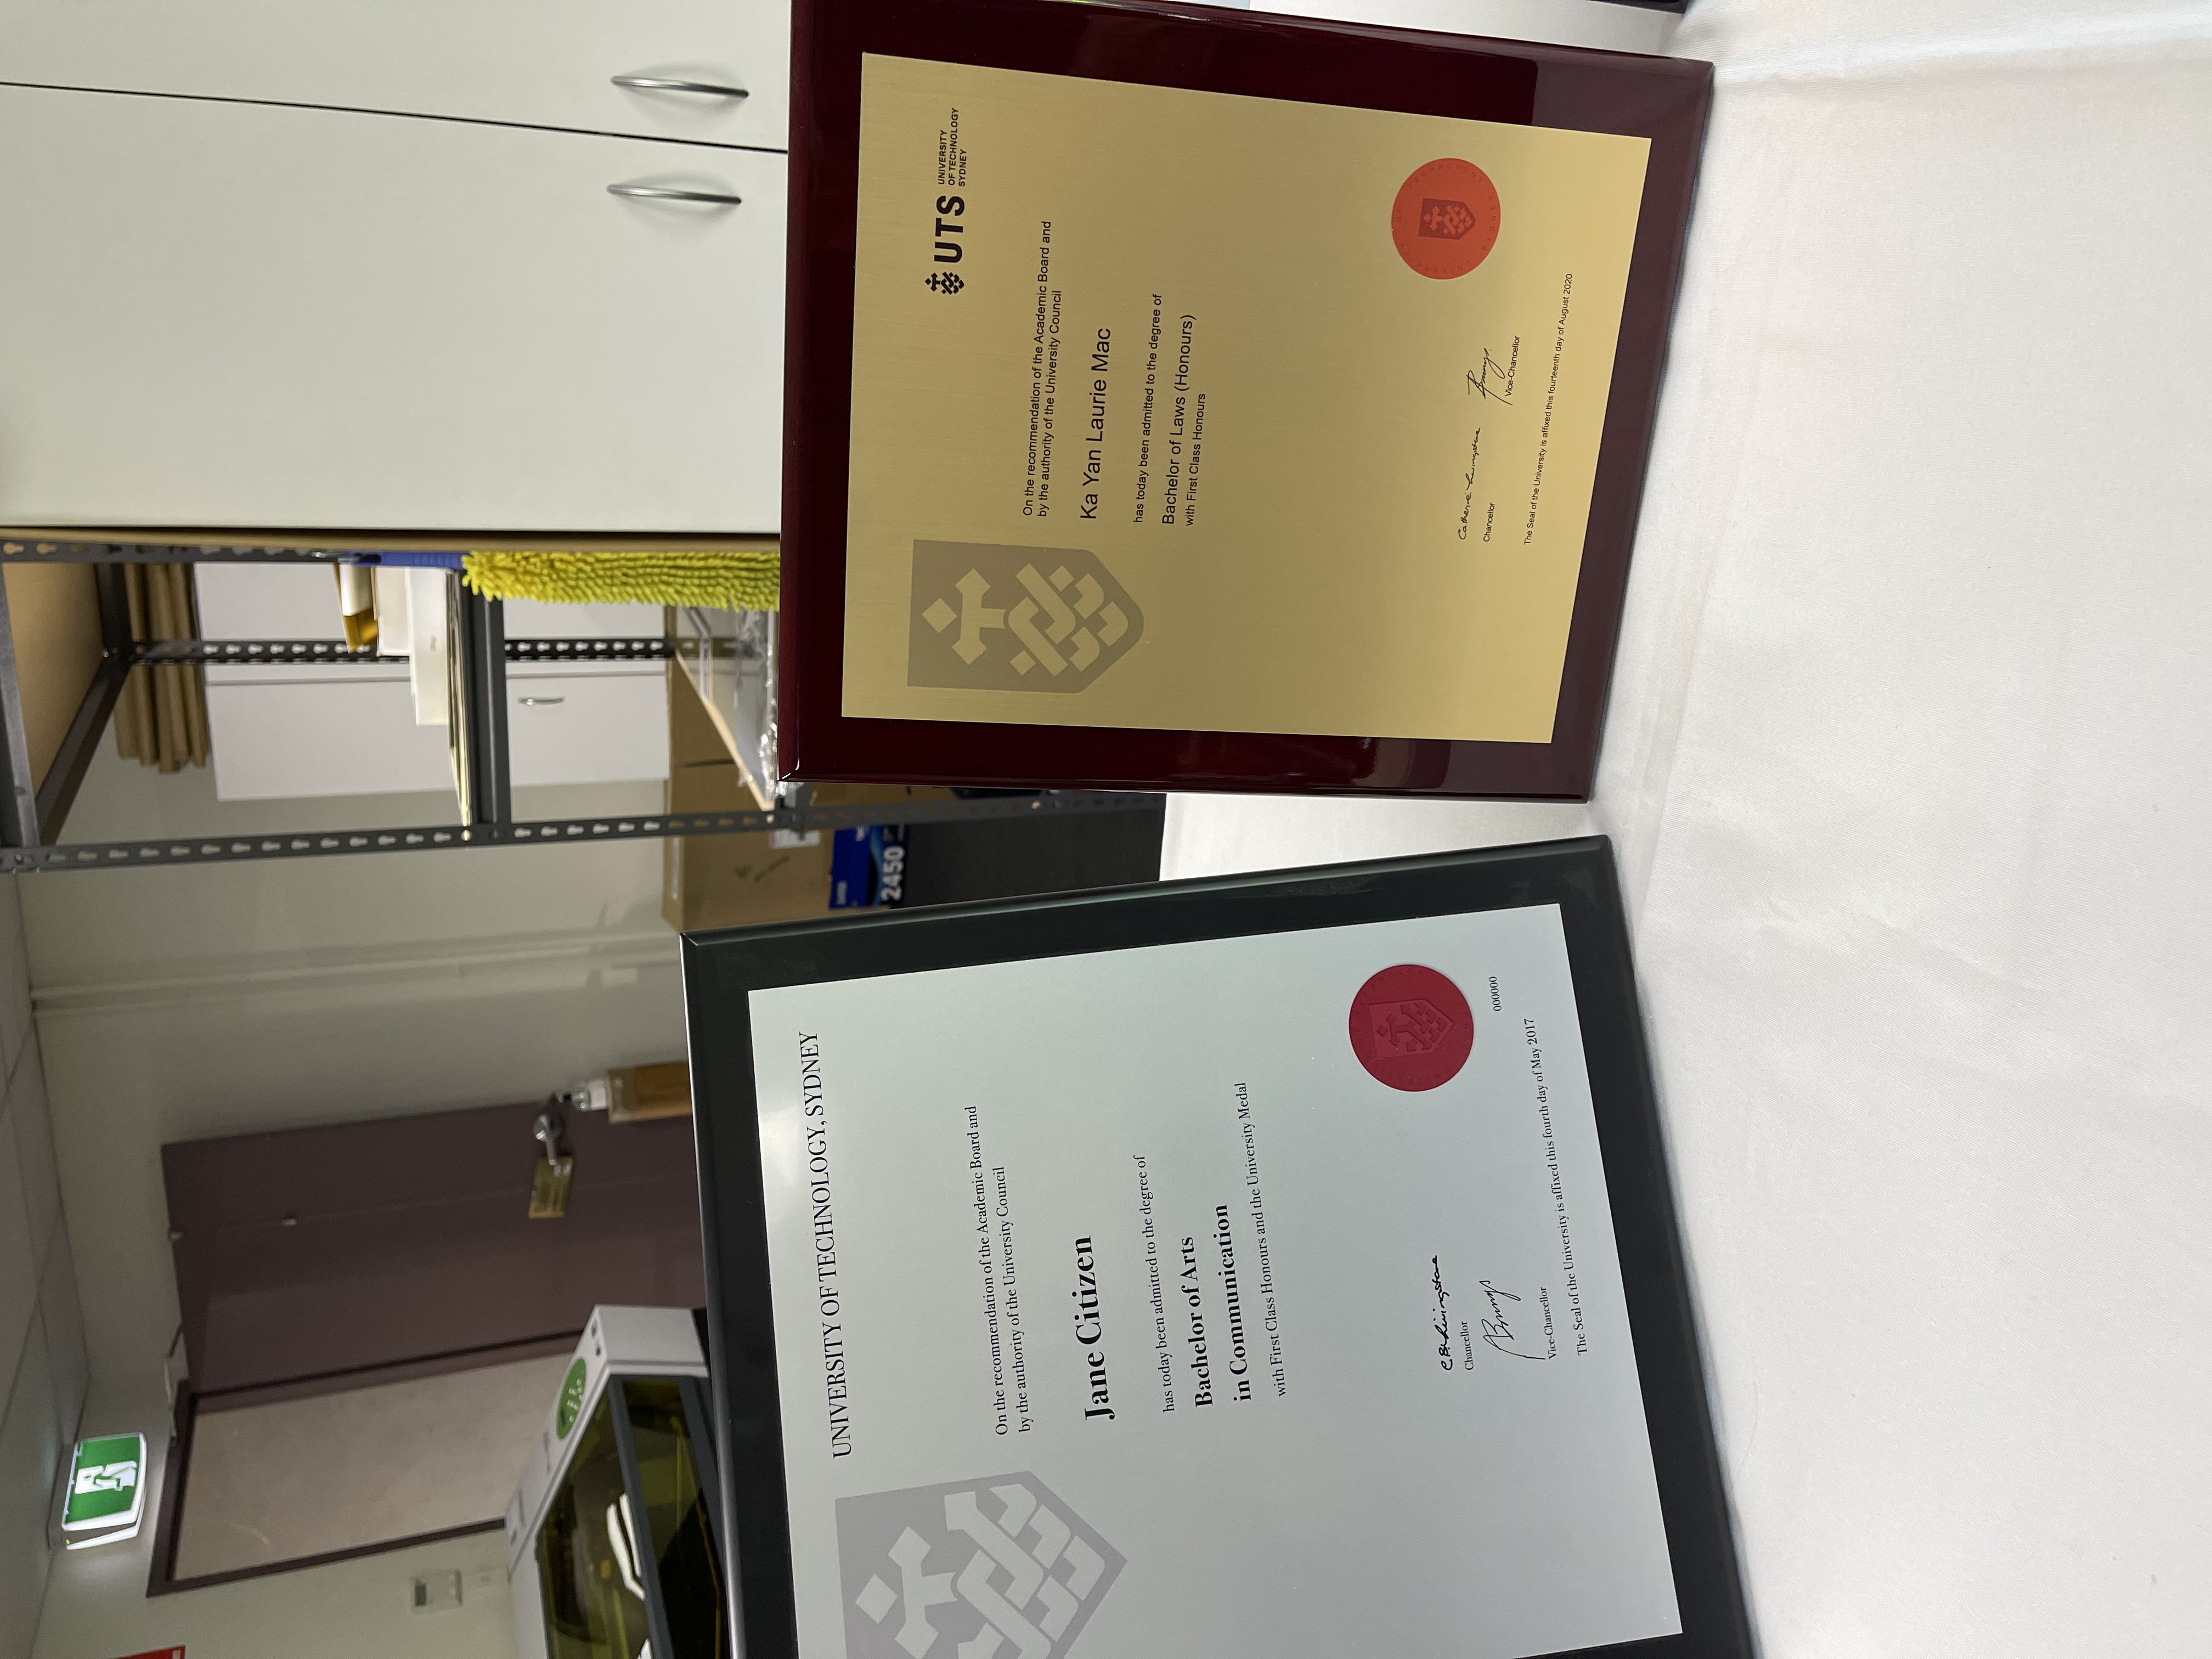 UNIVERSITY OF TECHNOLOGY, SYDNEY
On the recommendation of the Academic Board and
by the authority of the University Council
Jane Citizen
has today been admitted to the degree of
Bachelor of Arts
in Communication
with First Class Honours and the University Medal
Chancellor
Vice-Chancellor
000000
The Seal of the University is affixed this fourth day of May 2017
UTS
UNIVERSITY
OF TECHNOLOGY
SYDNEY
On the recommendation of the Academic Board and
by the authority of the University Council
Ka Yan Laurie Mac
has today been admitted to the degree of
Bachelor of Laws (Honours)
with First Class Honours
Catherine Livingstone
Chancellor
Vice-Chancellor
The Seal of the University is affixed this fourteenth day of August 2020
2450